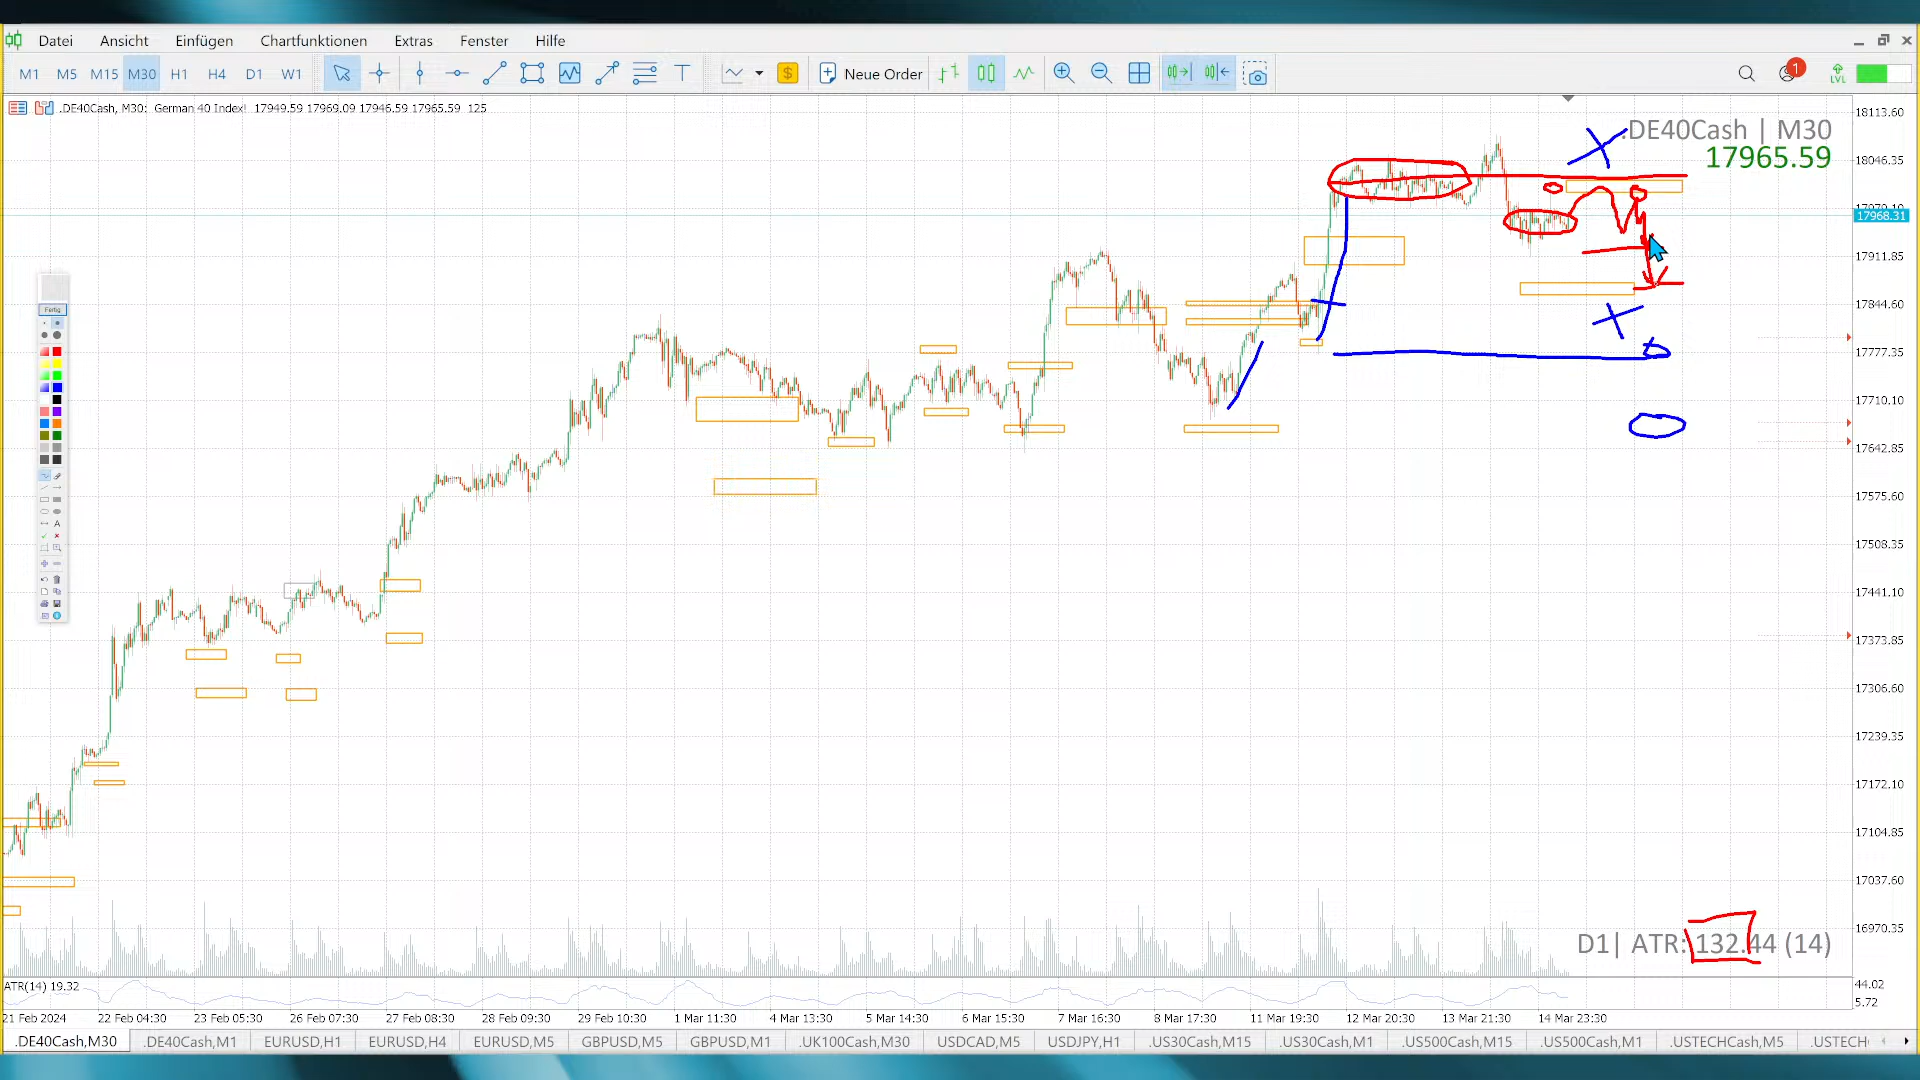 Datei Ansicht Einfügen Chartfunktionen Extras Fenster Hilfe
M1 M5 M15 M30 H1 H4 D1 W1 T $ Neue Order 1 LVL
.DE40Cash, M30: German 40 Index! 17949.59 17969.09 17946.59 17965.59 125
.DE40Cash | M30
17965.59
18113.60
18046.35
17968.31
17911.85
17844.60
17777.35
17710.10
17642.85
17575.60
17508.35
17441.10
17373.85
17306.60
17239.35
17172.10
17104.85
17037.60
16970.35
Fertig
A
D1| ATR: 132.44 (14)
ATR(14) 19.32
44.02
5.72
21 Feb 2024 22 Feb 04:30 23 Feb 05:30 26 Feb 07:30 27 Feb 08:30 28 Feb 09:30 29 Feb 10:30 1 Mar 11:30 4 Mar 13:30 5 Mar 14:30 6 Mar 15:30 7 Mar 16:30 8 Mar 17:30 11 Mar 19:30 12 Mar 20:30 13 Mar 21:30 14 Mar 23:30
.DE40Cash,M30 .DE40Cash,M1 EURUSD,H1 EURUSD,H4 EURUSD,M5 GBPUSD,M5 GBPUSD,M1 .UK100Cash,M30 USDCAD,M5 USDJPY,H1 .US30Cash,M15 .US30Cash,M1 .US500Cash,M15 .US500Cash,M1 .USTECHCash,M5 .USTECH